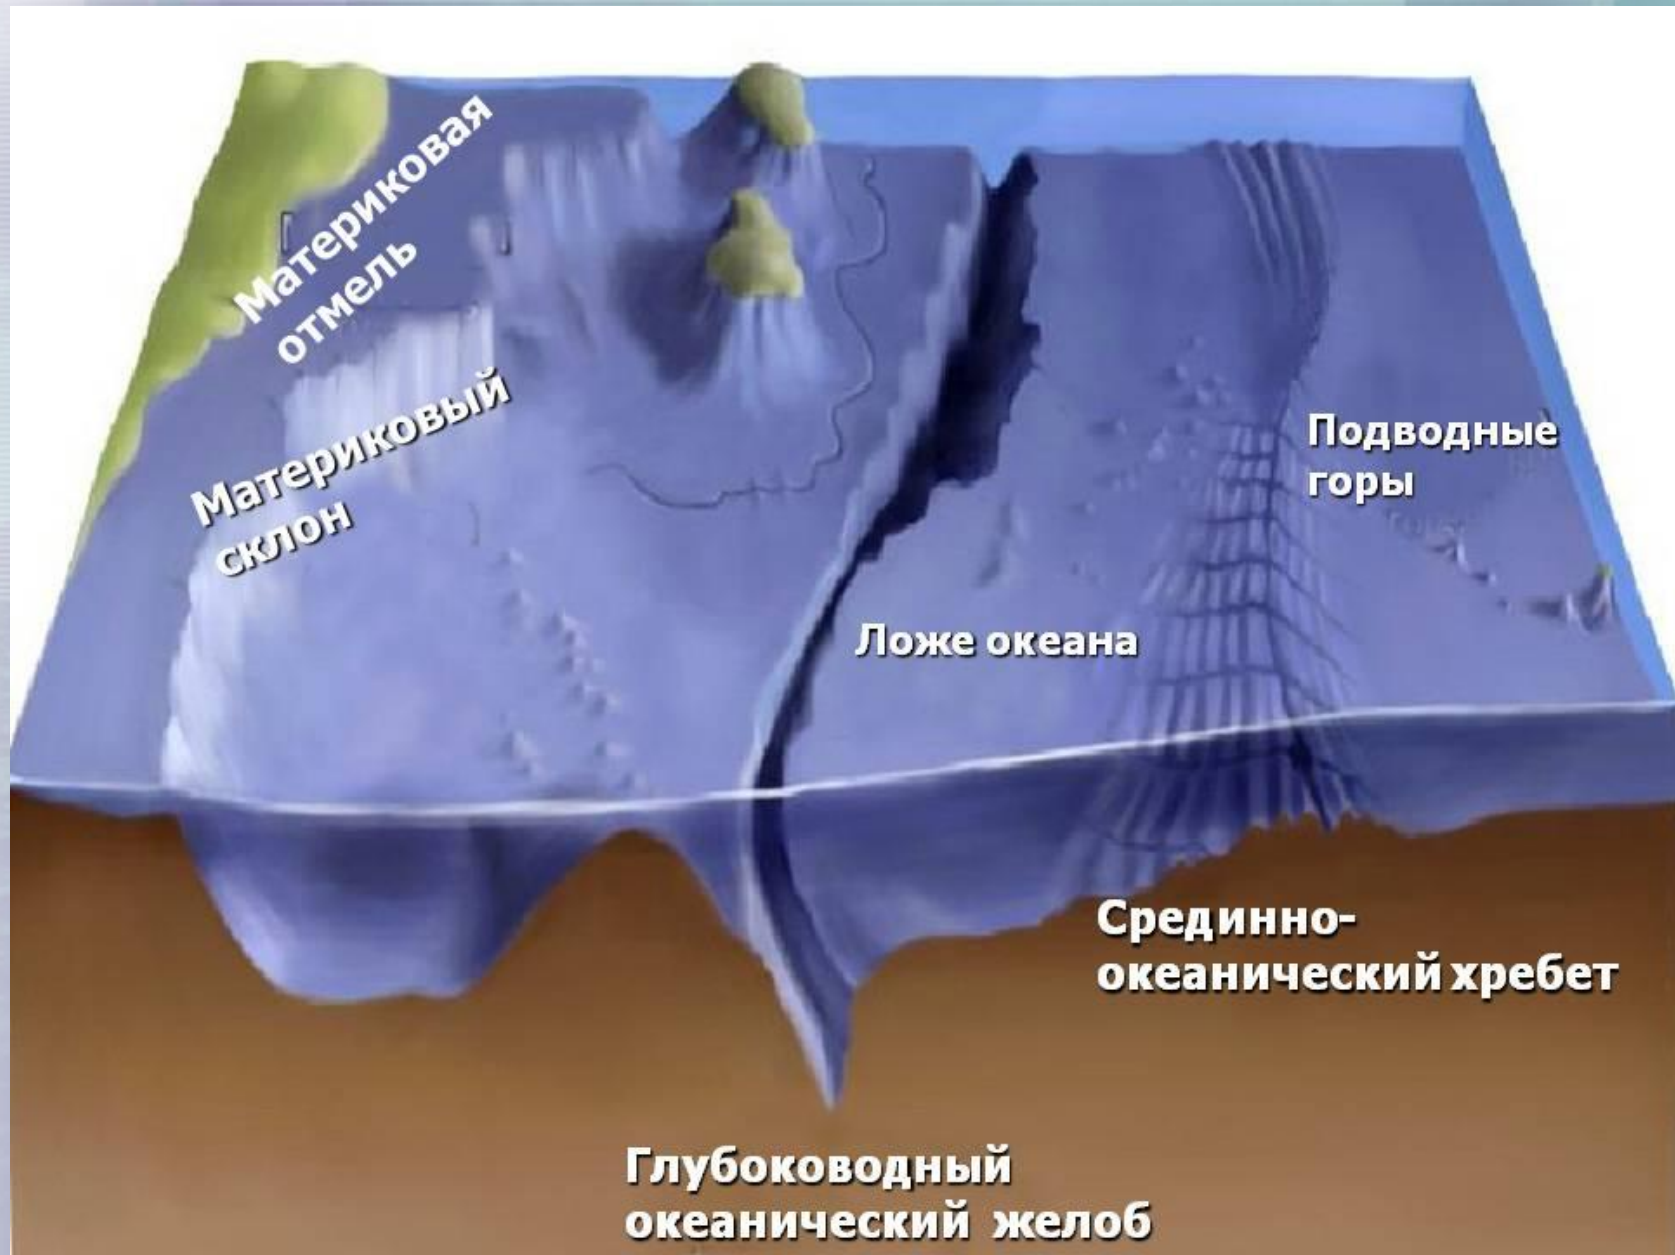 Материковая
отмель
Материковый
склон
Подводные
горы
Ложе океана
Срединно-
океанический хребет
Глубоководный
океанический желоб